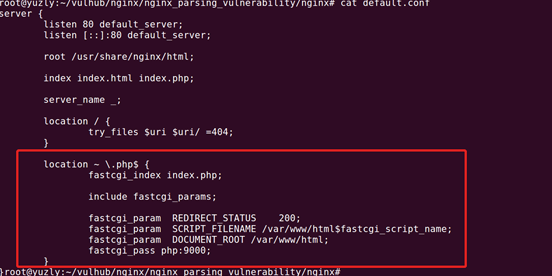 root@yuzly:~/vulhub/nginx/nginx_parsing_vulnerability/nginx# cat default.conf
server {
listen 80 default_server;
listen [::]:80 default_server;
root /usr/share/nginx/html;
index index.html index.php;
server_name _;
location / {
try_files $uri $uri/ =404;
}
location ~ \.php$ {
fastcgi_index index.php;
include fastcgi_params;
fastcgi_param REDIRECT_STATUS 200;
fastcgi_param SCRIPT_FILENAME /var/www/html$fastcgi_script_name;
fastcgi_param DOCUMENT_ROOT /var/www/html;
fastcgi_pass php:9000;
}
}root@yuzly:~/vulhub/nginx/nginx_parsing_vulnerability/nginx#